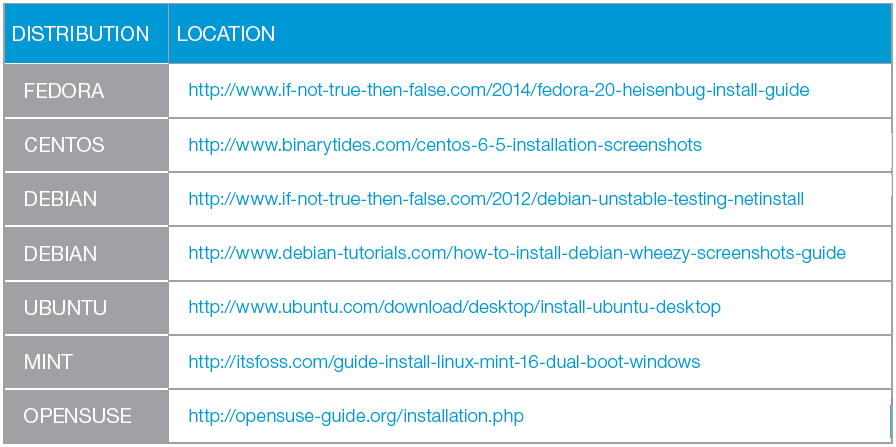 DISTRIBUTION LOCATION
FEDORA http://www.if-not-true-then-false.com/2014/fedora-20-heisenbug-install-guide
CENTOS http://www.binarytides.com/centos-6-5-installation-screenshots
DEBIAN http://www.if-not-true-then-false.com/2012/debian-unstable-testing-netinstall
DEBIAN http://www.debian-tutorials.com/how-to-install-debian-wheezy-screenshots-guide
UBUNTU http://www.ubuntu.com/download/desktop/install-ubuntu-desktop
MINT http://itsfoss.com/guide-install-linux-mint-16-dual-boot-windows
OPENSUSE http://opensuse-guide.org/installation.php